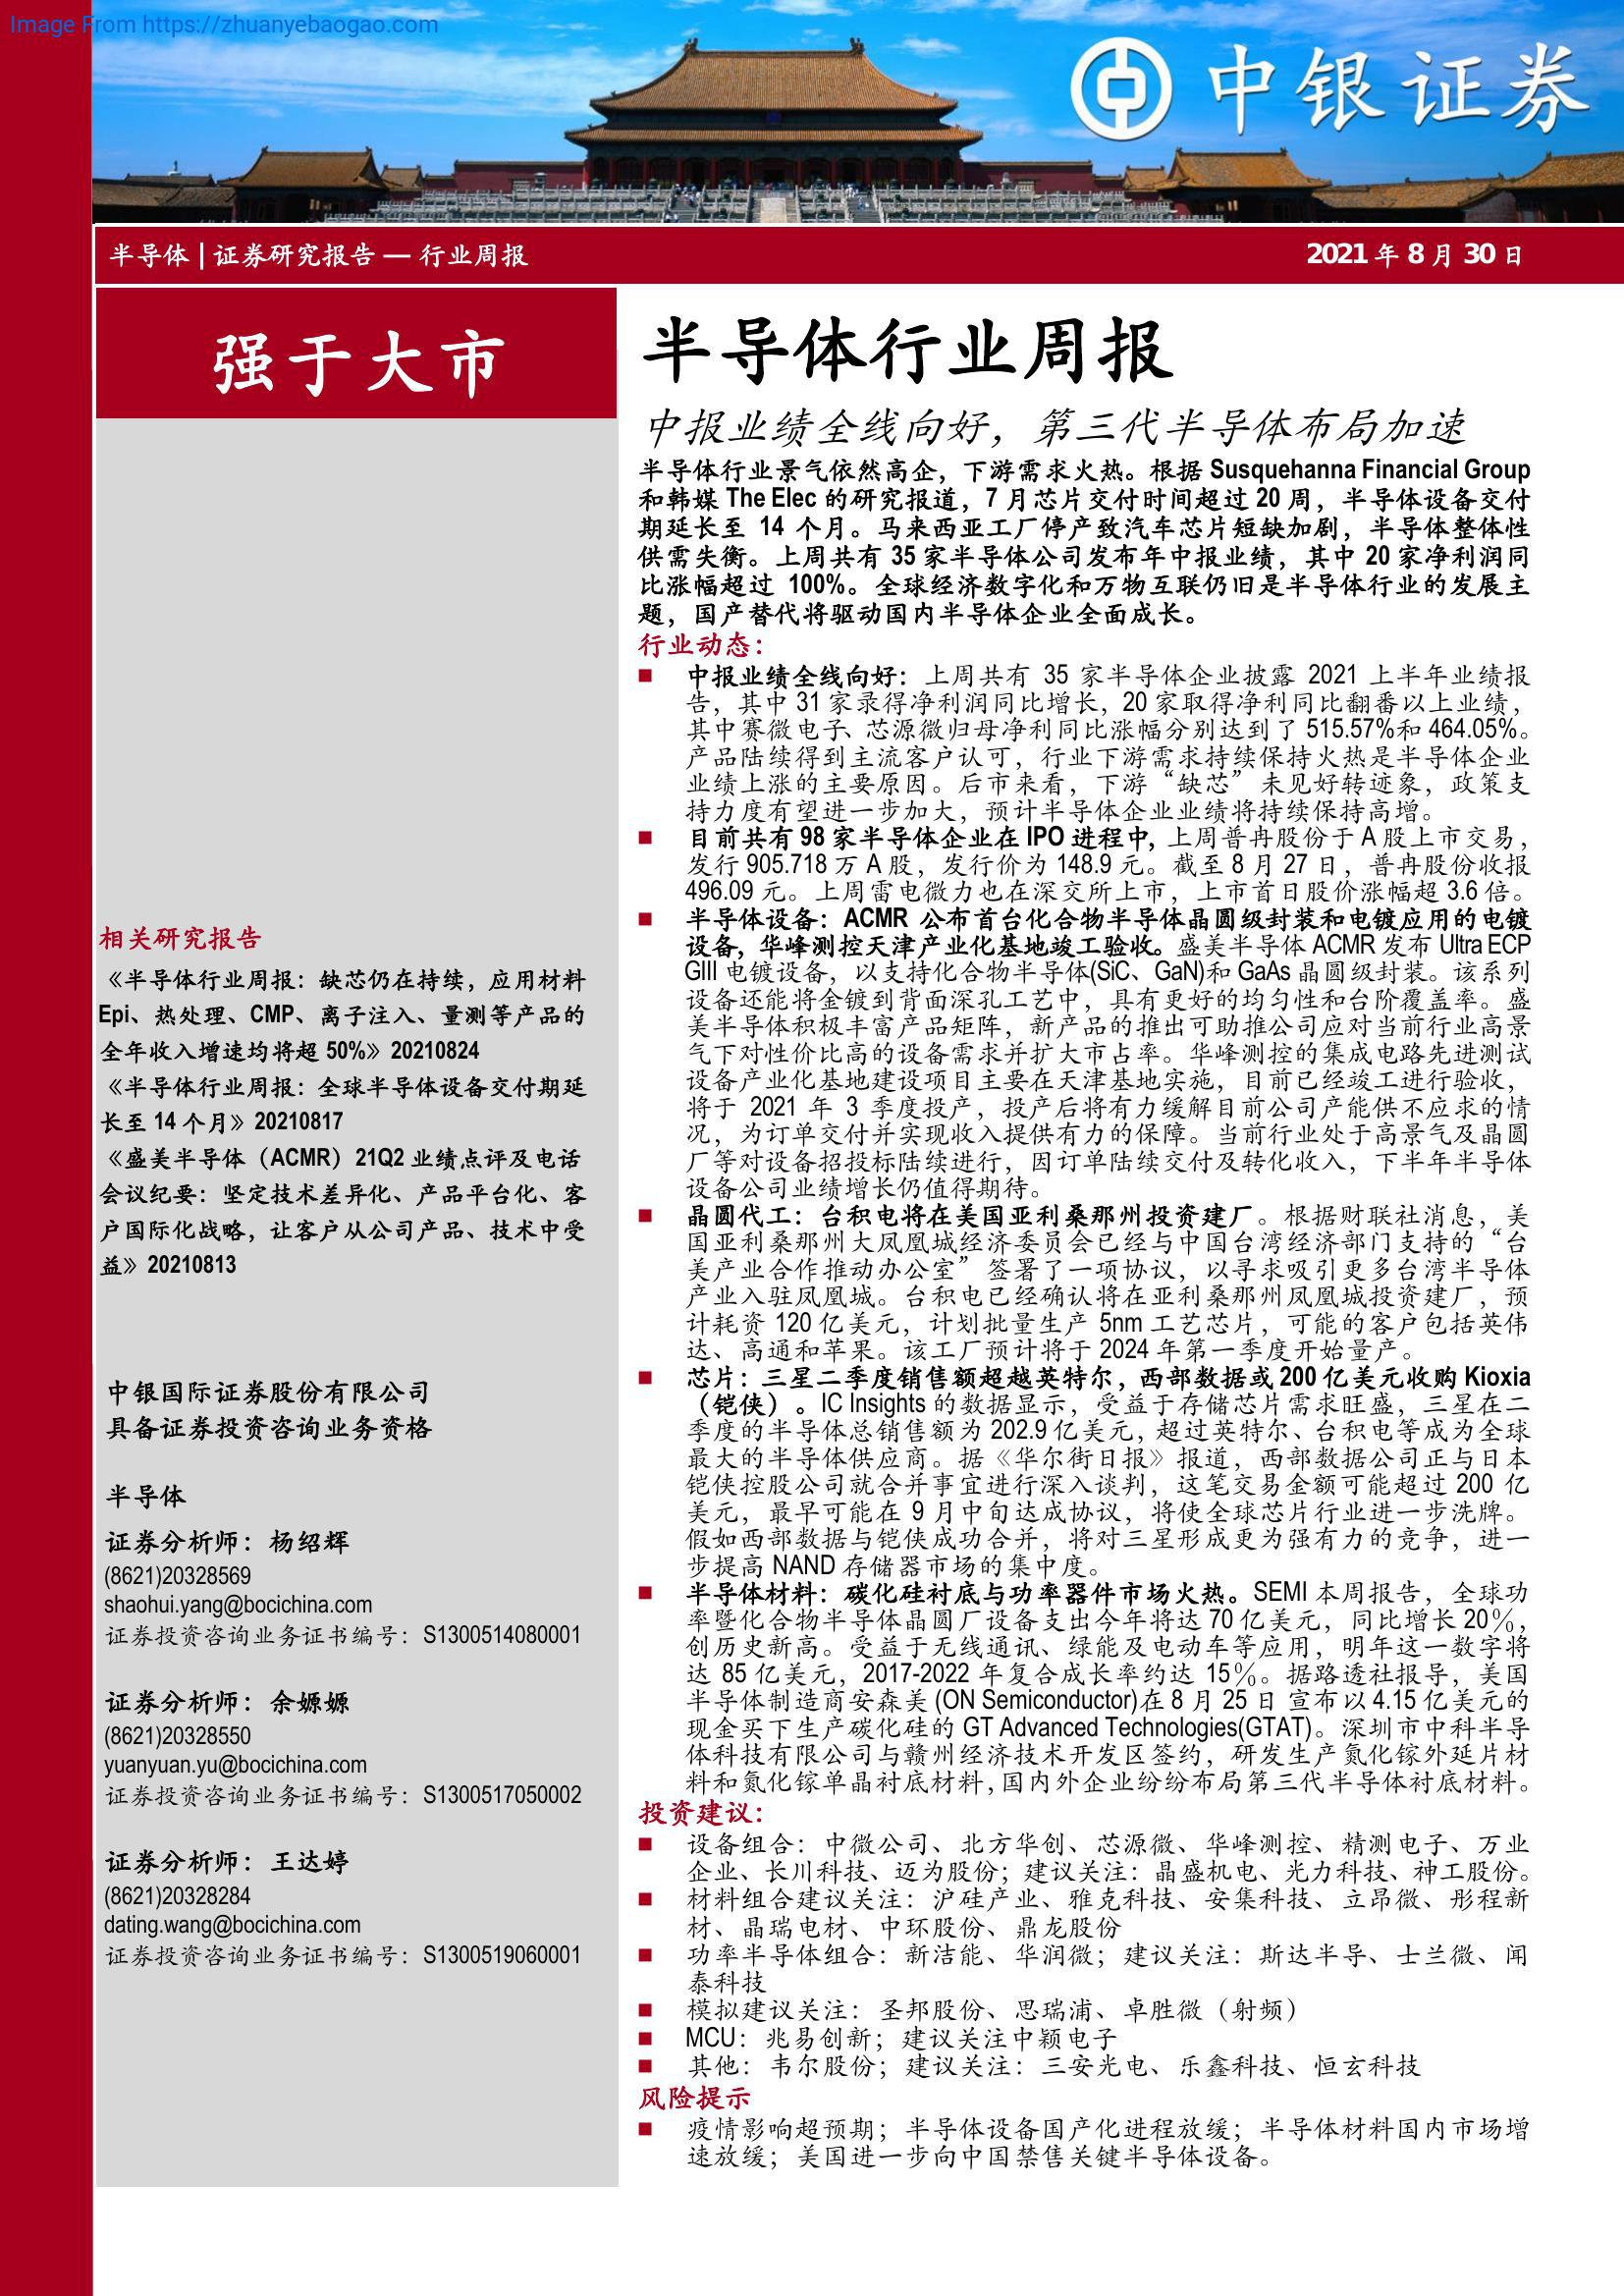 Image From https://zhuanyebaogao.com
中银证券
半导体 | 证券研究报告 — 行业周报
2021 年 8 月 30 日
强于大市
相关研究报告
《半导体行业周报：缺芯仍在持续，应用材料
Epi、热处理、CMP、离子注入、量测等产品的
全年收入增速均将超 50%》20210824
《半导体行业周报：全球半导体设备交付期延
长至 14 个月》20210817
《盛美半导体（ACMR）21Q2 业绩点评及电话
会议纪要：坚定技术差异化、产品平台化、客
户国际化战略，让客户从公司产品、技术中受
益》20210813
中银国际证券股份有限公司
具备证券投资咨询业务资格
半导体
证券分析师：杨绍辉
(8621)20328569
shaohui.yang@bocichina.com
证券投资咨询业务证书编号：S1300514080001
证券分析师：余嫄嫄
(8621)20328550
yuanyuan.yu@bocichina.com
证券投资咨询业务证书编号：S1300517050002
证券分析师：王达婷
(8621)20328284
dating.wang@bocichina.com
证券投资咨询业务证书编号：S1300519060001
半导体行业周报
中报业绩全线向好，第三代半导体布局加速
半导体行业景气依然高企，下游需求火热。根据 Susquehanna Financial Group
和韩媒 The Elec 的研究报道，7 月芯片交付时间超过 20 周，半导体设备交付
期延长至 14 个月。马来西亚工厂停产致汽车芯片短缺加剧，半导体整体性
供需失衡。上周共有 35 家半导体公司发布年中报业绩，其中 20 家净利润同
比涨幅超过 100%。全球经济数字化和万物互联仍旧是半导体行业的发展主
题，国产替代将驱动国内半导体企业全面成长。
行业动态：
■ 中报业绩全线向好：上周共有 35 家半导体企业披露 2021 上半年业绩报
告，其中 31 家录得净利润同比增长，20 家取得净利同比翻番以上业绩，
其中赛微电子、芯源微归母净利同比涨幅分别达到了 515.57%和 464.05%。
产品陆续得到主流客户认可，行业下游需求持续保持火热是半导体企业
业绩上涨的主要原因。后市来看，下游“缺芯”未见好转迹象，政策支
持力度有望进一步加大，预计半导体企业业绩将持续保持高增。
■ 目前共有 98 家半导体企业在 IPO 进程中，上周普冉股份于 A 股上市交易，
发行 905.718 万 A 股，发行价为 148.9 元。截至 8 月 27 日，普冉股份收报
496.09 元。上周雷电微力也在深交所上市，上市首日股价涨幅超 3.6 倍。
■ 半导体设备：ACMR 公布首台化合物半导体晶圆级封装和电镀应用的电镀
设备，华峰测控天津产业化基地竣工验收。盛美半导体 ACMR 发布 Ultra ECP
GIII 电镀设备，以支持化合物半导体(SiC、GaN)和 GaAs 晶圆级封装。该系列
设备还能将金镀到背面深孔工艺中，具有更好的均匀性和台阶覆盖率。盛
美半导体积极丰富产品矩阵，新产品的推出可助推公司应对当前行业高景
气下对性价比高的设备需求并扩大市占率。华峰测控的集成电路先进测试
设备产业化基地建设项目主要在天津基地实施，目前已经竣工进行验收，
将于 2021 年 3 季度投产，投产后将有力缓解目前公司产能供不应求的情
况，为订单交付并实现收入提供有力的保障。当前行业处于高景气及晶圆
厂等对设备招投标陆续进行，因订单陆续交付及转化收入，下半年半导体
设备公司业绩增长仍值得期待。
■ 晶圆代工：台积电将在美国亚利桑那州投资建厂。根据财联社消息，美
国亚利桑那州大凤凰城经济委员会已经与中国台湾经济部门支持的“台
美产业合作推动办公室”签署了一项协议，以寻求吸引更多台湾半导体
产业入驻凤凰城。台积电已经确认将在亚利桑那州凤凰城投资建厂，预
计耗资 120 亿美元，计划批量生产 5nm 工艺芯片，可能的客户包括英伟
达、高通和苹果。该工厂预计将于 2024 年第一季度开始量产。
■ 芯片：三星二季度销售额超越英特尔，西部数据或 200 亿美元收购 Kioxia
（铠侠）。IC Insights 的数据显示，受益于存储芯片需求旺盛，三星在二
季度的半导体总销售额为 202.9 亿美元，超过英特尔、台积电等成为全球
最大的半导体供应商。据《华尔街日报》报道，西部数据公司正与日本
铠侠控股公司就合并事宜进行深入谈判，这笔交易金额可能超过 200 亿
美元，最早可能在 9 月中旬达成协议，将使全球芯片行业进一步洗牌。
假如西部数据与铠侠成功合并，将对三星形成更为强有力的竞争，进一
步提高 NAND 存储器市场的集中度。
■ 半导体材料：碳化硅衬底与功率器件市场火热。SEMI 本周报告，全球功
率暨化合物半导体晶圆厂设备支出今年将达 70 亿美元，同比增长 20％，
创历史新高。受益于无线通讯、绿能及电动车等应用，明年这一数字将
达 85 亿美元，2017-2022 年复合成长率约达 15％。据路透社报导，美国
半导体制造商安森美 (ON Semiconductor)在 8 月 25 日 宣布以 4.15 亿美元的
现金买下生产碳化硅的 GT Advanced Technologies(GTAT)。深圳市中科半导
体科技有限公司与赣州经济技术开发区签约，研发生产氮化镓外延片材
料和氮化镓单晶衬底材料，国内外企业纷纷布局第三代半导体衬底材料。
投资建议：
■ 设备组合：中微公司、北方华创、芯源微、华峰测控、精测电子、万业
企业、长川科技、迈为股份；建议关注：晶盛机电、光力科技、神工股份。
■ 材料组合建议关注：沪硅产业、雅克科技、安集科技、立昂微、彤程新
材、晶瑞电材、中环股份、鼎龙股份
■ 功率半导体组合：新洁能、华润微；建议关注：斯达半导、士兰微、闻
泰科技
■ 模拟建议关注：圣邦股份、思瑞浦、卓胜微（射频）
■ MCU：兆易创新；建议关注中颖电子
■ 其他：韦尔股份；建议关注：三安光电、乐鑫科技、恒玄科技
风险提示
■ 疫情影响超预期；半导体设备国产化进程放缓；半导体材料国内市场增
速放缓；美国进一步向中国禁售关键半导体设备。